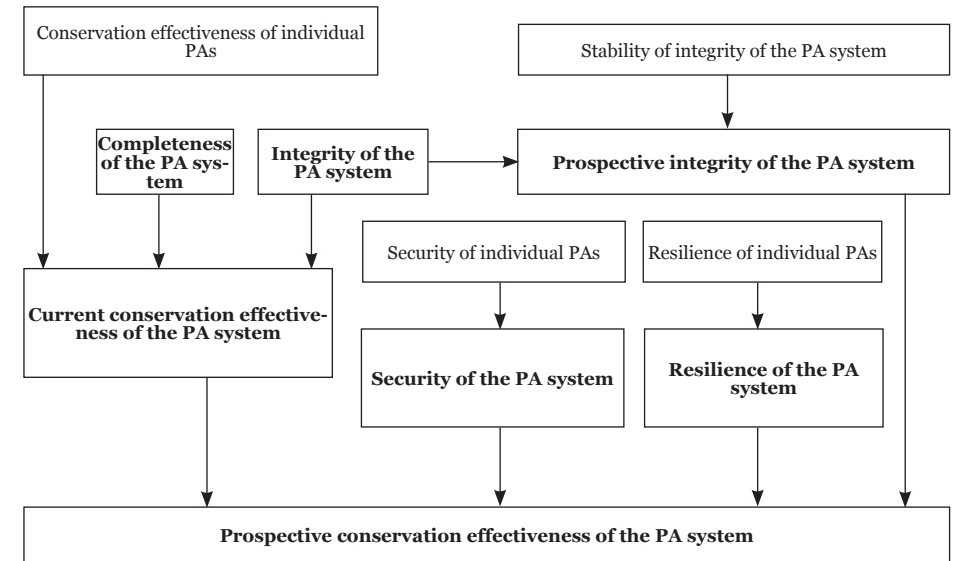 Conservation effectiveness of individual
PAs
Stability of integrity of the PA system
Completeness
of the PA sys-
tem
Integrity of the
PA system
Prospective integrity of the PA system
Security of individual PAs
Resilience of individual PAs
Current conservation effective-
ness of the PA system
Security of the PA system
Resilience of the PA
system
Prospective conservation effectiveness of the PA system